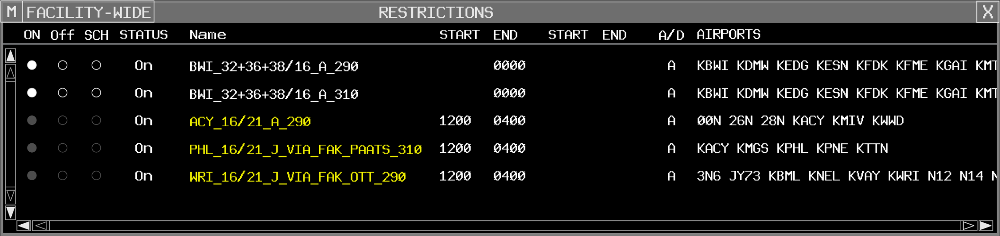 M FACILITY-WIDE RESTRICTIONS X
ON Off SCH STATUS Name START END START END A/D AIRPORTS
On BWI_32+36+38/16_A_290 0000 A KBWI KDMW KEDG KESN KFDK KFME KGAI KMT
On BWI_32+36+38/16_A_310 0000 A KBWI KDMW KEDG KESN KFDK KFME KGAI KMT
On ACY_16/21_A_290 1200 0400 A 00N 26N 28N KACY KMIV KWWD
On PHL_16/21_J_VIA_FAK_PAATS_310 1200 0400 A KACY KMGS KPHL KPNE KTTN
On WRI_16/21_J_VIA_FAK_OTT_290 1200 0400 A 3N6 JY73 KBML KNEL KVAY KWRI N12 N14 N